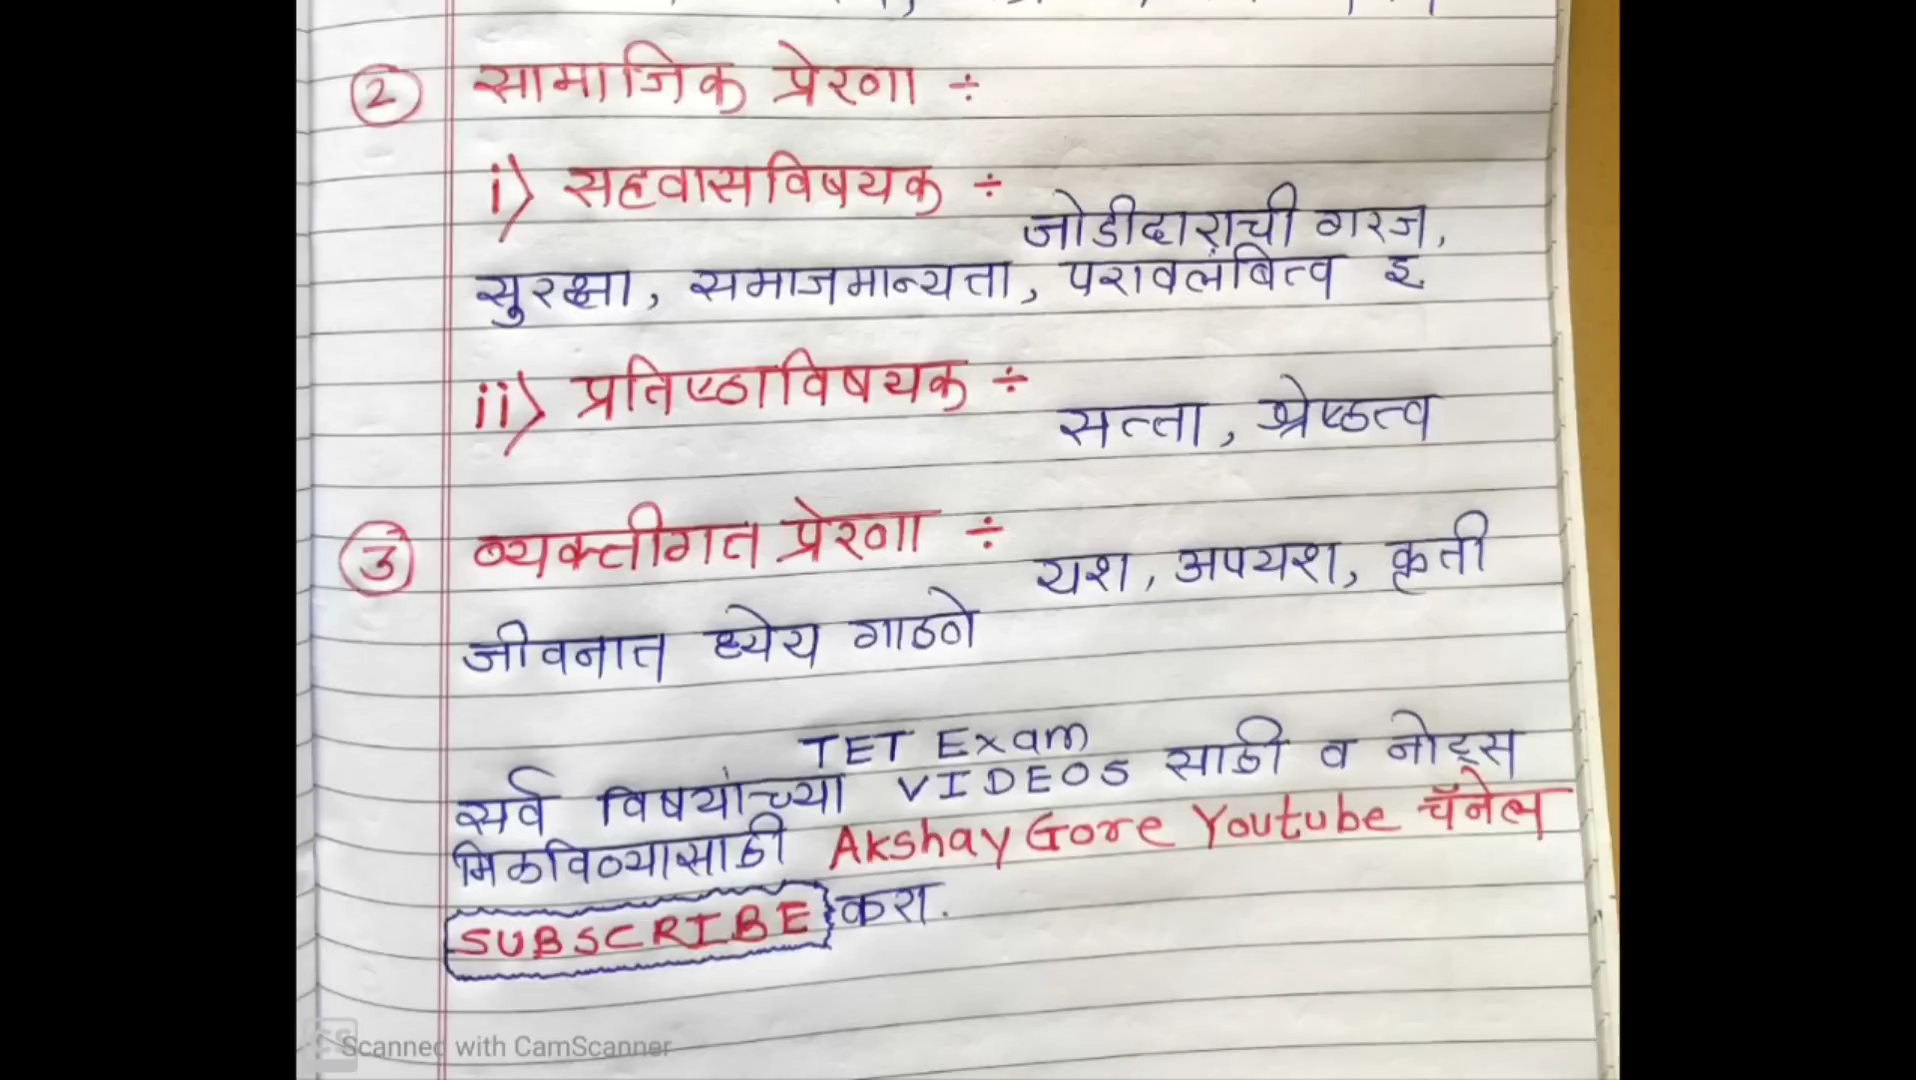 ② सामाजिक प्रेरणा ÷
i) सहवासविषयक ÷
जोडीदाराची गरज,
सुरक्षा, समाजमान्यता, परावलंबित्व इ.
ii) प्रतिष्ठाविषयक ÷
सत्ता, श्रेष्ठत्व
③ व्यक्तीगत प्रेरणा ÷
यश, अपयश, कृती
जीवनात ध्येय गाठणे
TET Exam
सर्व विषयांच्या VIDEOS साठी व नोट्स
मिळविण्यासाठी Akshay Gore Youtube चॅनेल
SUBSCRIBE करा.
CS Scanned with CamScanner